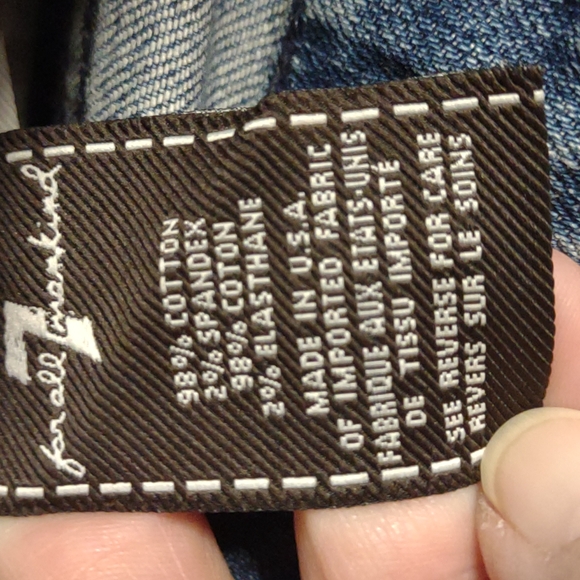 for all 7 mankind
98% COTTON
2% SPANDEX
98% COTON
2% ELASTHANE
MADE IN U.S.A.
OF IMPORTED FABRIC
FABRIQUE AUX ETATS-UNIS
DE TISSU IMPORTE
SEE REVERSE FOR CARE
REVERS SUR LE SOINS